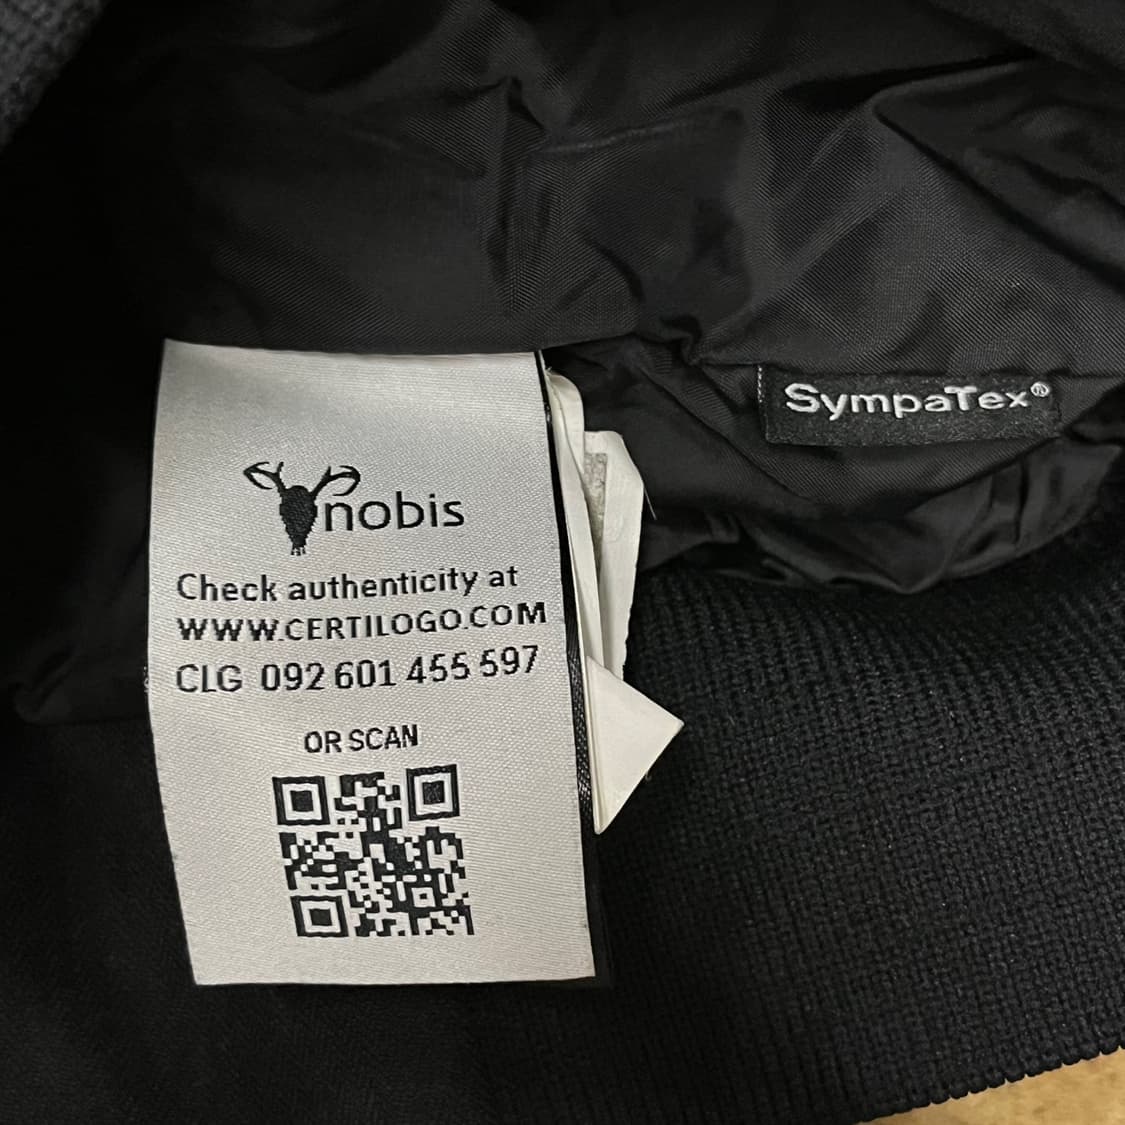 SympaTex®
nobis
Check authenticity at
WWW.CERTILOGO.COM
CLG 092 601 455 597
OR SCAN